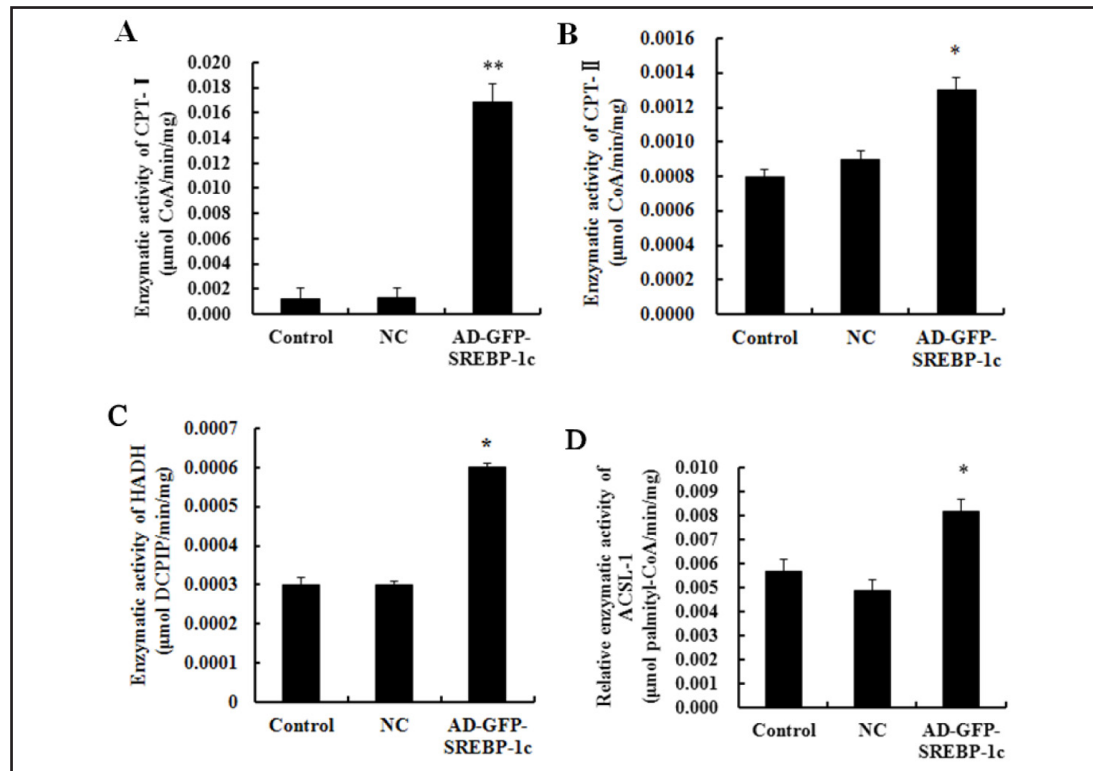 A
Enzymatic activity of CPT-Ⅰ
(μmol CoA/min/mg)
0.020
0.018
0.016
0.014
0.012
0.010
0.008
0.006
0.004
0.002
0.000
**
Control
NC
AD-GFP-
SREBP-1c
B
Enzymatic activity of CPT-Ⅱ
(μmol CoA/min/mg)
0.0016
0.0014
0.0012
0.0010
0.0008
0.0006
0.0004
0.0002
0.0000
*
Control
NC
AD-GFP-
SREBP-1c
C
Enzymatic activity of HADH
(μmol DCPIP/min/mg)
0.0007
0.0006
0.0005
0.0004
0.0003
0.0002
0.0001
0
*
Control
NC
AD-GFP-
SREBP-1c
D
Relative enzymatic activity of
ACSL-1
(μmol palmityl-CoA/min/mg)
0.010
0.009
0.008
0.007
0.006
0.005
0.004
0.003
0.002
0.001
0.000
*
Control
NC
AD-GFP-
SREBP-1c